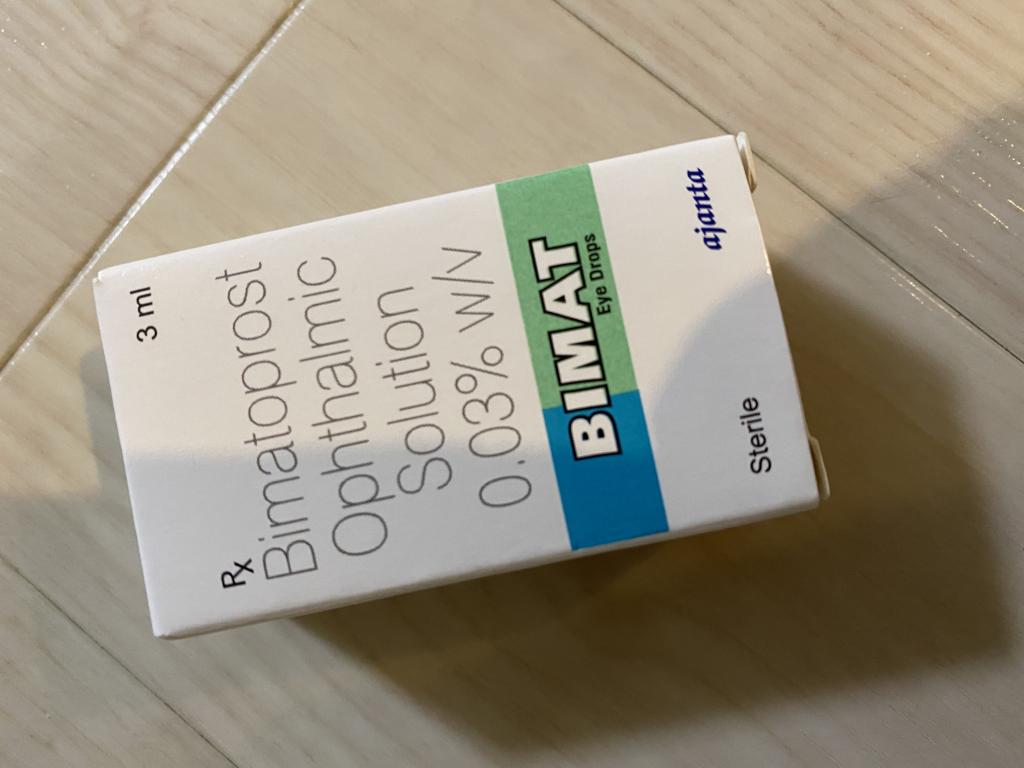 3 ml
Rx
Bimatoprost
Ophthalmic
Solution
0.03% w/v
BIMAT
Eye Drops
Sterile
ajanta